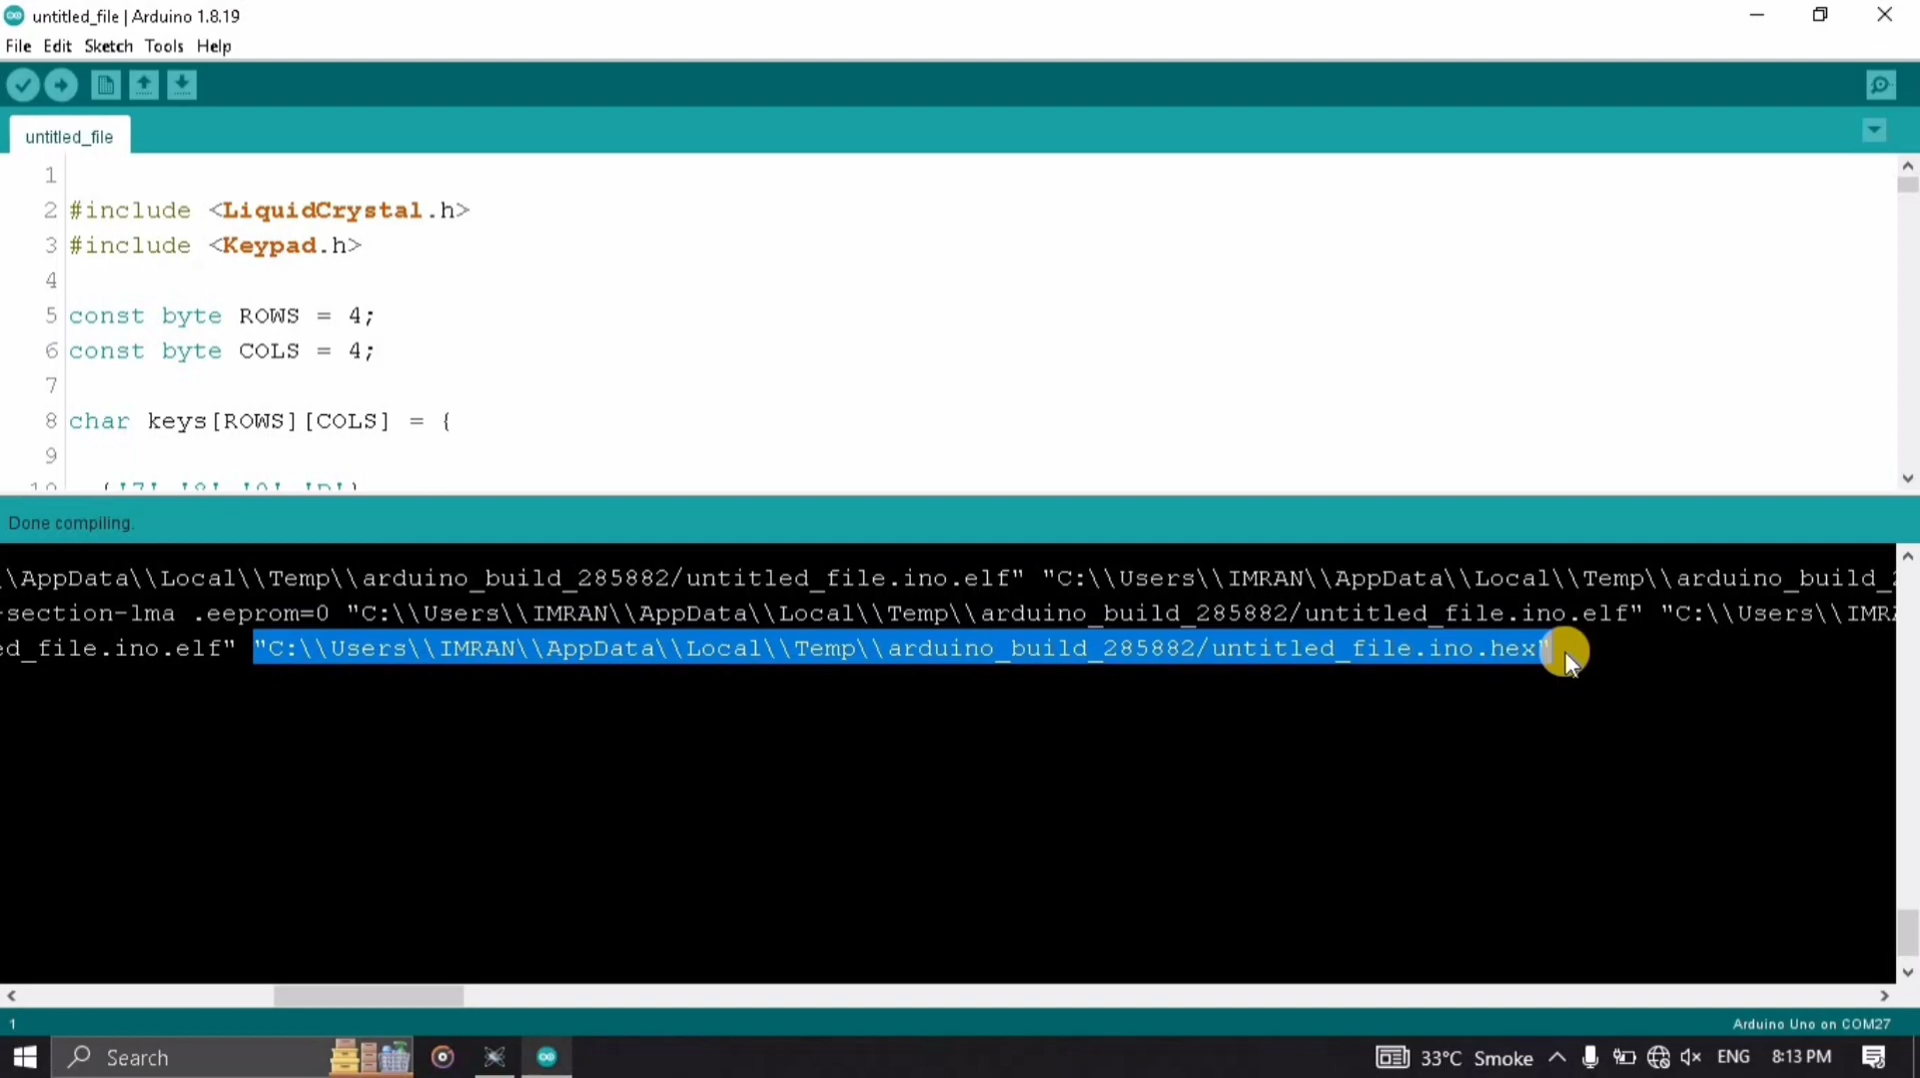 untitled_file | Arduino 1.8.19
File Edit Sketch Tools Help
untitled_file
1
2 #include <LiquidCrystal.h>
3 #include <Keypad.h>
4
5 const byte ROWS = 4;
6 const byte COLS = 4;
7
8 char keys[ROWS][COLS] = {
9
Done compiling.
\\AppData\\Local\\Temp\\arduino_build_285882/untitled_file.ino.elf" "C:\\Users\\IMRAN\\AppData\\Local\\Temp\\arduino_build_
-section-lma .eeprom=0 "C:\\Users\\IMRAN\\AppData\\Local\\Temp\\arduino_build_285882/untitled_file.ino.elf" "C:\\Users\\IMRA
ed_file.ino.elf" "C:\\Users\\IMRAN\\AppData\\Local\\Temp\\arduino_build_285882/untitled_file.ino.hex"
1
Arduino Uno on COM27
Search
33°C Smoke ENG 8:13 PM